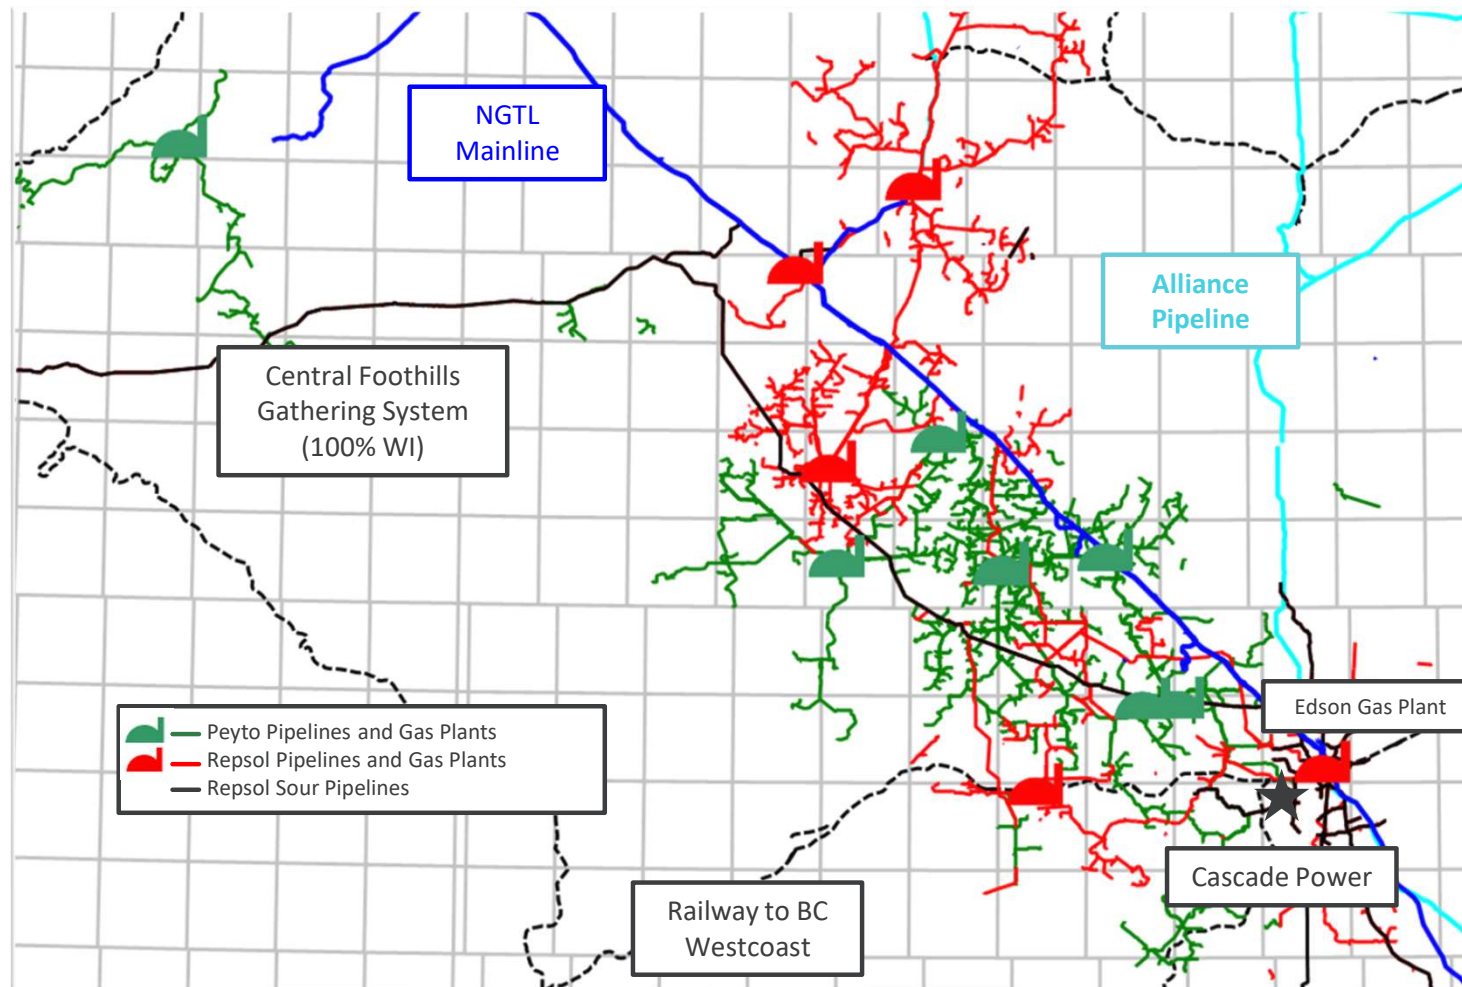 NGTL
Mainline
Alliance
Pipeline
Central Foothills
Gathering System
(100% WI)
Edson Gas Plant
Peyto Pipelines and Gas Plants
Repsol Pipelines and Gas Plants
Repsol Sour Pipelines
Cascade Power
Railway to BC
Westcoast